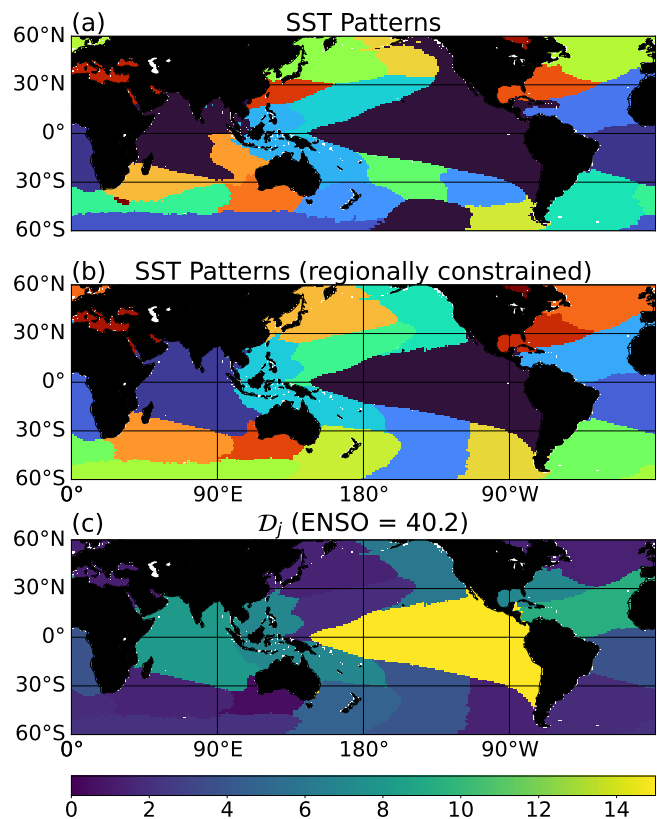 (a) SST Patterns
60°N
30°N
0°
30°S
60°S
(b) SST Patterns (regionally constrained)
60°N
30°N
0°
30°S
60°S
0° 90°E 180° 90°W
(c) 𝒟j (ENSO = 40.2)
60°N
30°N
0°
30°S
60°S
0° 90°E 180° 90°W
0 2 4 6 8 10 12 14